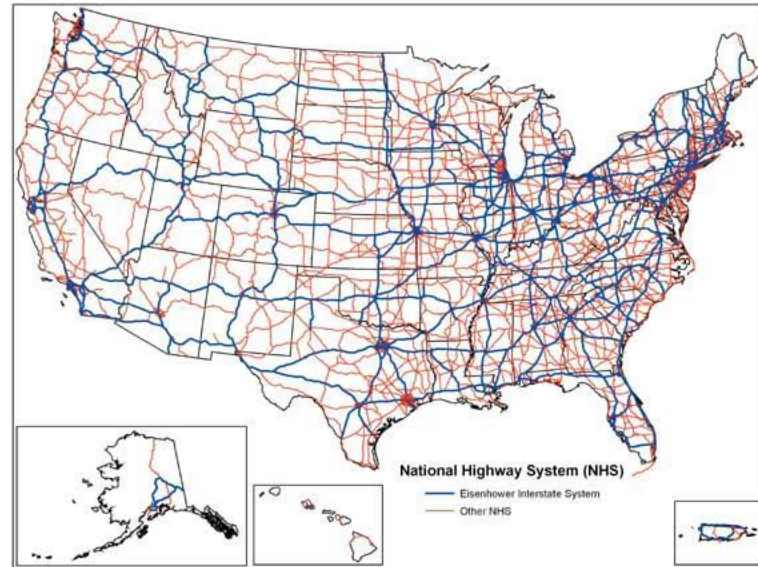 National Highway System (NHS)
Eisenhower Interstate System
Other NHS